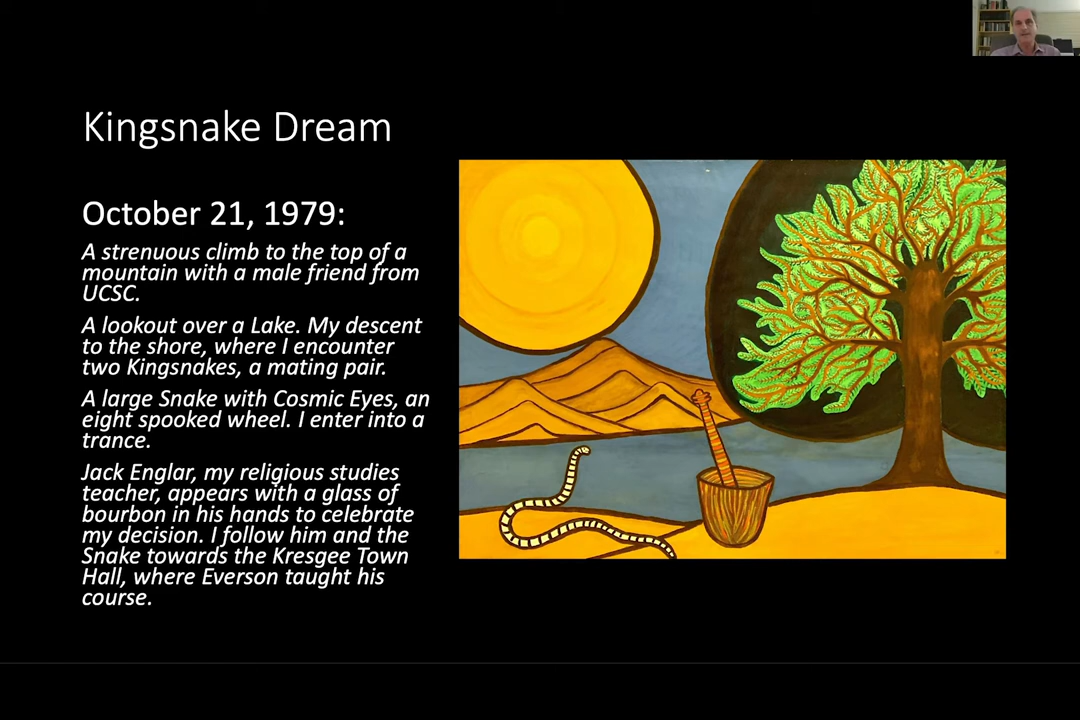 Kingsnake Dream
October 21, 1979:
A strenuous climb to the top of a
mountain with a male friend from
UCSC.
A lookout over a Lake. My descent
to the shore, where I encounter
two Kingsnakes, a mating pair.
A large Snake with Cosmic Eyes, an
eight spooked wheel. I enter into a
trance.
Jack Englar, my religious studies
teacher, appears with a glass of
bourbon in his hands to celebrate
my decision. I follow him and the
Snake towards the Kresgee Town
Hall, where Everson taught his
course.